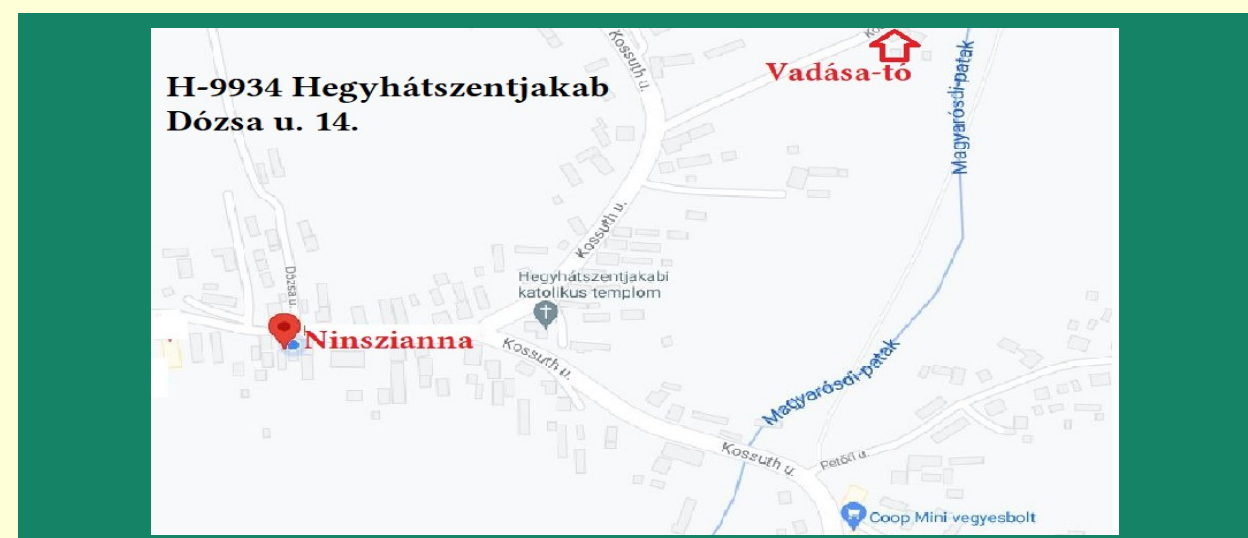 H-9934 Hegyhátszentjakab
Dózsa u. 14.
Kossuth u.
Vadása-tó
Magyarósdi-patak
Kossuth u.
Dózsa u.
Hegyhátszentjakabi
katolikus templom
Ninszianna
Kossuth u.
Magyarósdi-patak
Kossuth u.
Petőfi u.
Coop Mini vegyesbolt